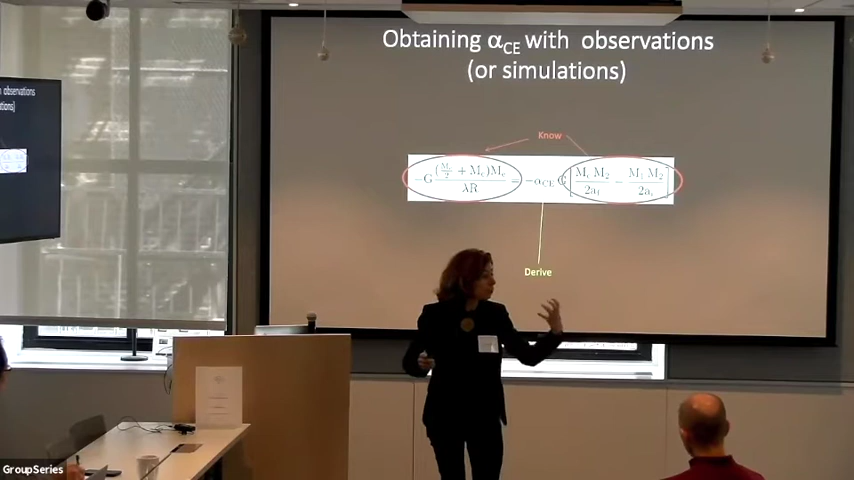 Obtaining α_CE with observations
(or simulations)
Know
-G (M_e/2 + M_c)M_e / λR = -α_CE G [M_c M_2 / 2a_f - M_1 M_2 / 2a_i]
Derive
observations
GroupSeries